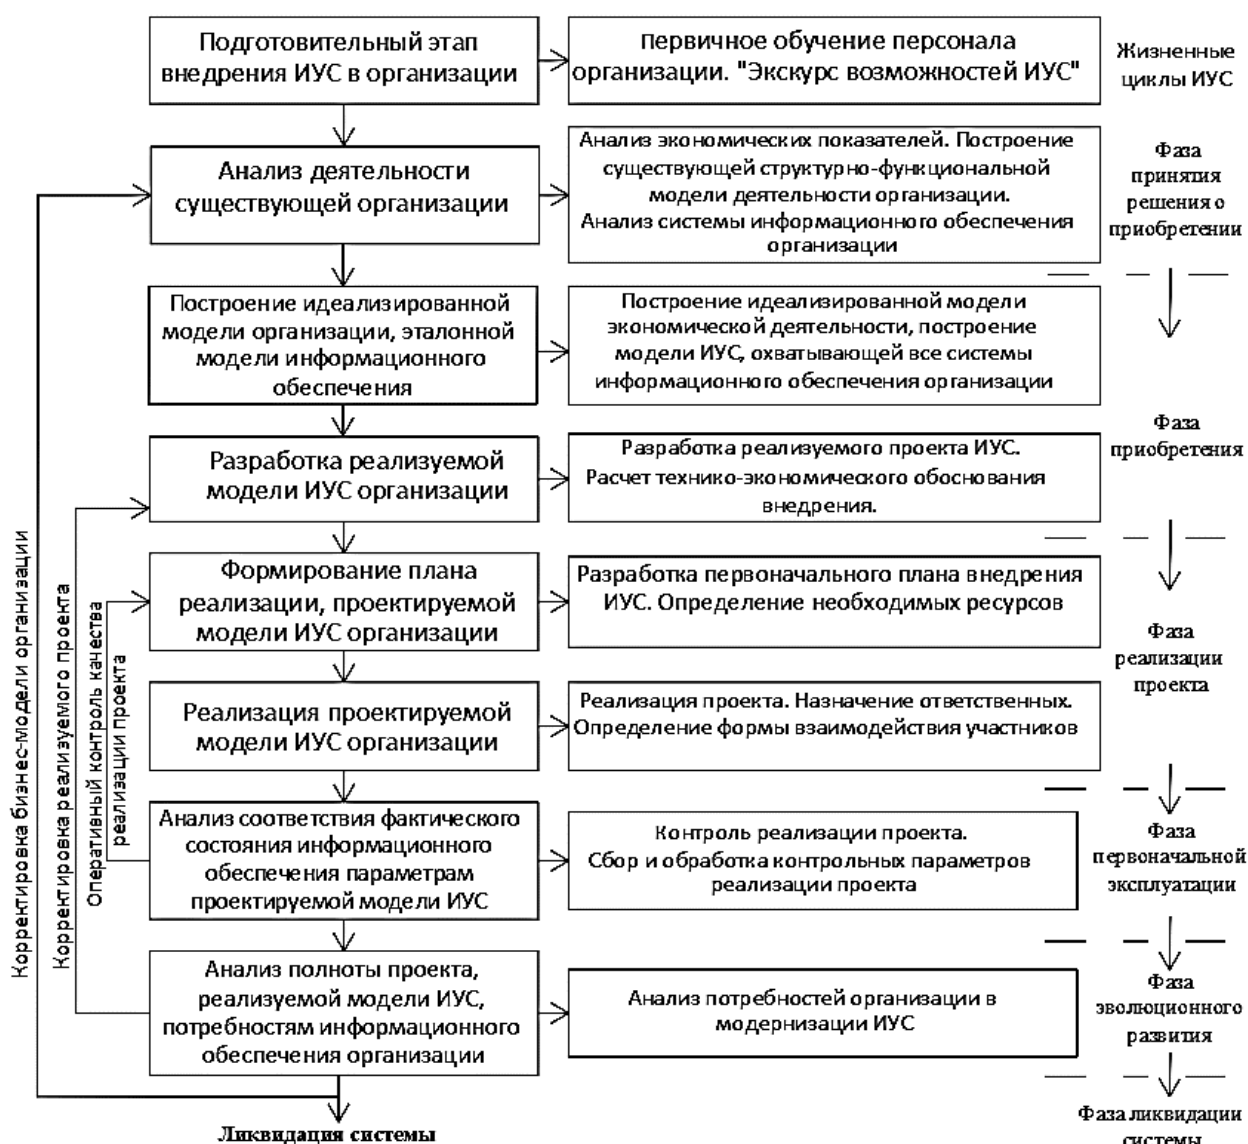 Подготовительный этап
внедрения ИУС в организации
Первичное обучение персонала
организации. "Экскурс возможностей ИУС"
Жизненные
циклы ИУС
Анализ деятельности
существующей организации
Анализ экономических показателей. Построение
существующей структурно-функциональной
модели деятельности организации.
Анализ системы информационного обеспечения
организации
Фаза
принятия
решения о
приобретении
Построение идеализированной
модели организации, эталонной
модели информационного
обеспечения
Построение идеализированной модели
экономической деятельности, построение
модели ИУС, охватывающей все системы
информационного обеспечения организации
Фаза
приобретения
Разработка реализуемой
модели ИУС организации
Разработка реализуемого проекта ИУС.
Расчет технико-экономического обоснования
внедрения.
Формирование плана
реализации, проектируемой
модели ИУС организации
Разработка первоначального плана внедрения
ИУС. Определение необходимых ресурсов
Фаза
реализации
проекта
Реализация проектируемой
модели ИУС организации
Реализация проекта. Назначение ответственных.
Определение формы взаимодействия участников
Анализ соответствия фактического
состояния информационного
обеспечения параметрам
проектируемой модели ИУС
Контроль реализации проекта.
Сбор и обработка контрольных параметров
реализации проекта
Фаза
первоначальной
эксплуатации
Анализ полноты проекта,
реализуемой модели ИУС,
потребностям информационного
обеспечения организации
Анализ потребностей организации в
модернизации ИУС
Фаза
эволюционного
развития
Корректировка бизнес-модели организации
Корректировка реализуемого проекта
Оперативный контроль качества
реализации проекта
Ликвидация системы
Фаза ликвидации
системы